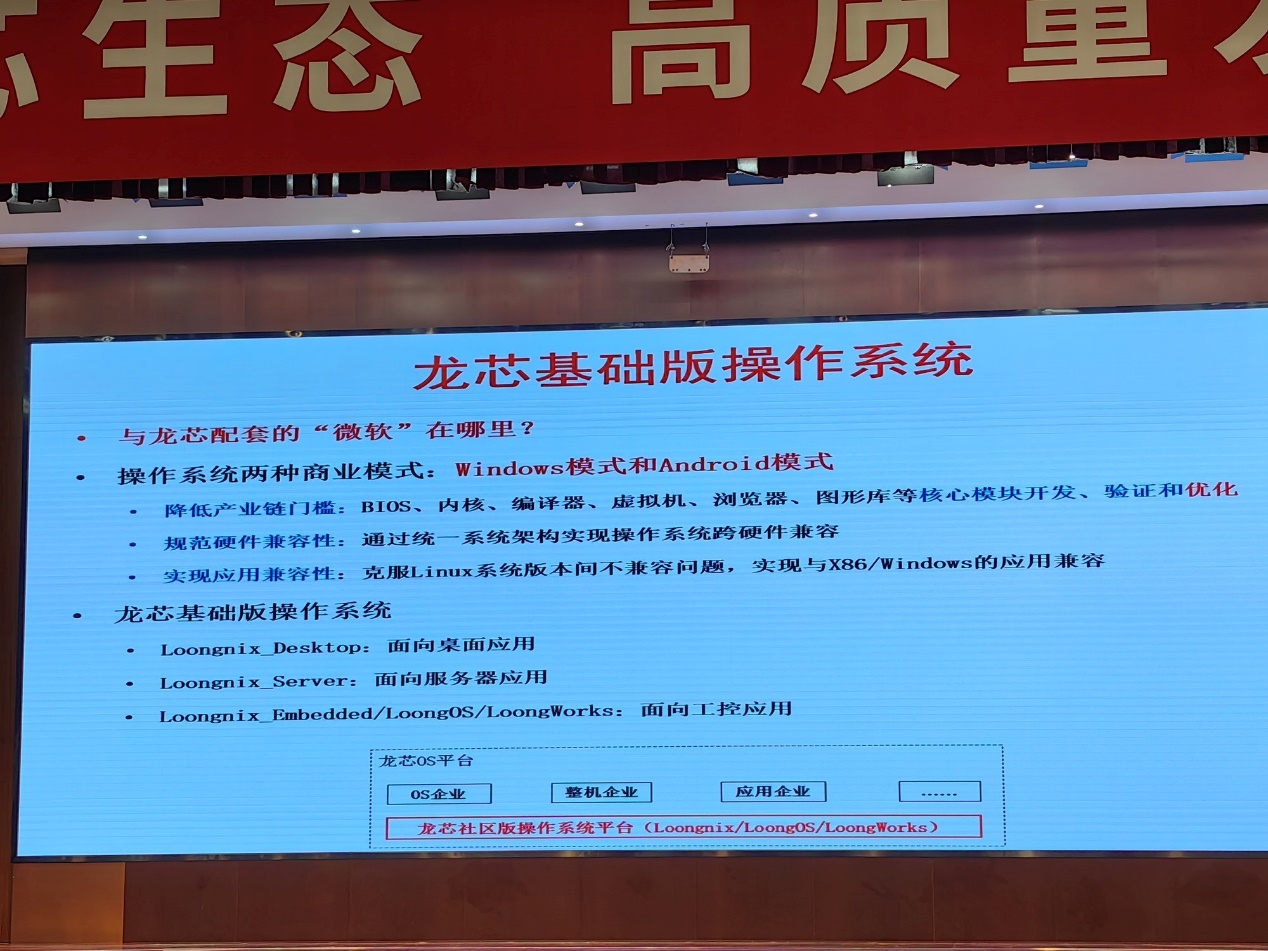 生态 高质量
龙芯基础版操作系统
• 与龙芯配套的“微软”在哪里？
• 操作系统两种商业模式：Windows模式和Android模式
• 降低产业链门槛：BIOS、内核、编译器、虚拟机、浏览器、图形库等核心模块开发、验证和优化
• 规范硬件兼容性：通过统一系统架构实现操作系统跨硬件兼容
• 实现应用兼容性：克服Linux系统版本间不兼容问题，实现与X86/Windows的应用兼容
• 龙芯基础版操作系统
• Loongnix_Desktop：面向桌面应用
• Loongnix_Server：面向服务器应用
• Loongnix_Embedded/LoongOS/LoongWorks：面向工控应用
龙芯OS平台
OS企业 整机企业 应用企业 ......
龙芯社区版操作系统平台（Loongnix/LoongOS/LoongWorks）